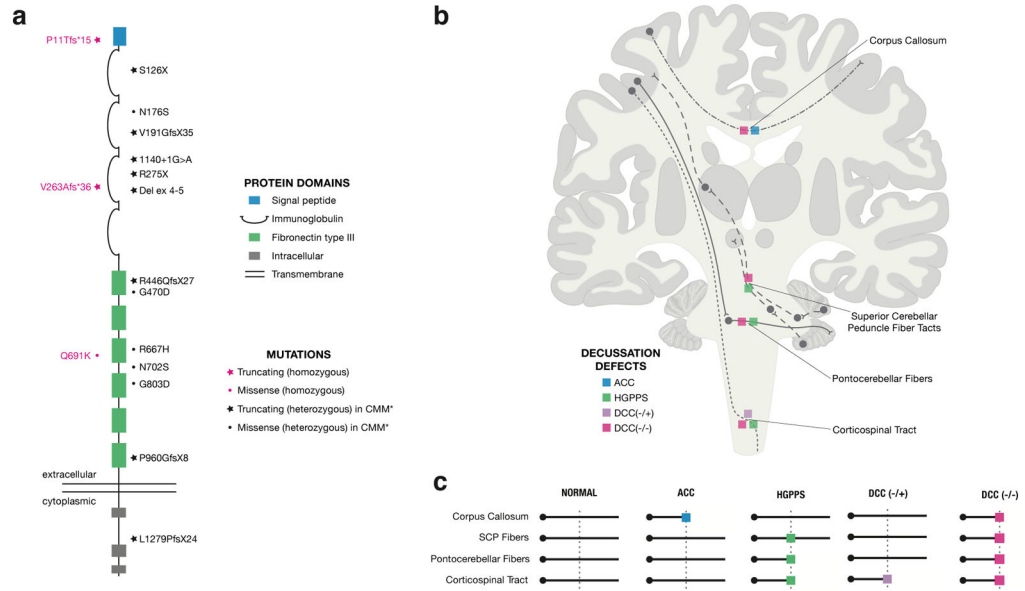 a
P11Tfs*15
S126X
N176S
V191GfsX35
1140+1G>A
R275X
V263Afs*36
Del ex 4-5
R446QfsX27
G470D
R667H
Q691K
N702S
G803D
P960GfsX8
extracellular
cytoplasmic
L1279PfsX24
PROTEIN DOMAINS
Signal peptide
Immunoglobulin
Fibronectin type III
Intracellular
Transmembrane
MUTATIONS
Truncating (homozygous)
Missense (homozygous)
Truncating (heterozygous) in CMM*
Missense (heterozygous) in CMM*
b
Corpus Callosum
Superior Cerebellar
Peduncle Fiber Tacts
Pontocerebellar Fibers
Corticospinal Tract
DECUSSATION
DEFECTS
ACC
HGPPS
DCC(-/+)
DCC(-/-)
c
NORMAL ACC HGPPS DCC (-/+) DCC (-/-)
Corpus Callosum
SCP Fibers
Pontocerebellar Fibers
Corticospinal Tract